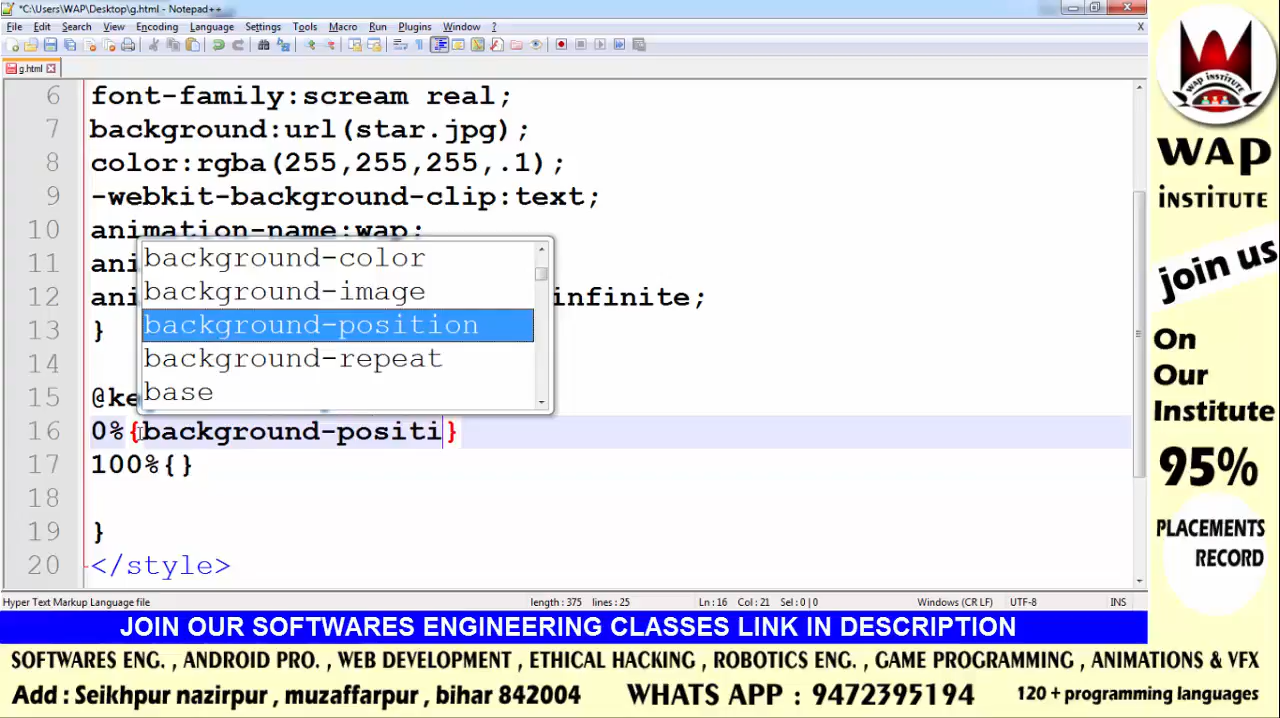 *C:\Users\WAP\Desktop\g.html - Notepad++
File Edit Search View Encoding Language Settings Tools Macro Run Plugins Window ?
X
g.html
6 font-family:scream real;
7 background:url(star.jpg);
8 color:rgba(255,255,255,.1);
9 -webkit-background-clip:text;
10 animation-name:wap;
11 ani
12 ani infinite;
13 }
14
15 @ke
16 0%{background-positi}
17 100%{}
18
19 }
20 </style>
background-color
background-image
background-position
background-repeat
base
Hyper Text Markup Language file length : 375 lines : 25 Ln : 16 Col : 21 Sel : 0 | 0 Windows (CR LF) UTF-8 INS
WAP INSTITUTE
WAP
INSTITUTE
join us
On
Our
Institute
95%
PLACEMENTS
RECORD
JOIN OUR SOFTWARES ENGINEERING CLASSES LINK IN DESCRIPTION
SOFTWARES ENG. , ANDROID PRO. , WEB DEVELOPMENT , ETHICAL HACKING , ROBOTICS ENG. , GAME PROGRAMMING , ANIMATIONS & VFX
Add : Seikhpur nazirpur , muzaffarpur , bihar 842004 WHATS APP : 9472395194 120 + programming languages